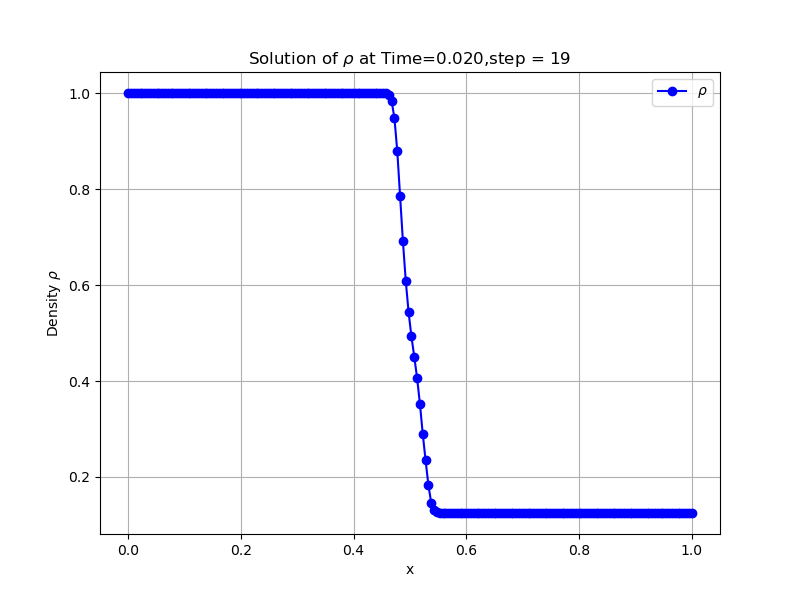 Solution of ρ at Time=0.020,step = 19
ρ
1.0
0.8
0.6
0.4
0.2
Density ρ
0.0 0.2 0.4 0.6 0.8 1.0
x